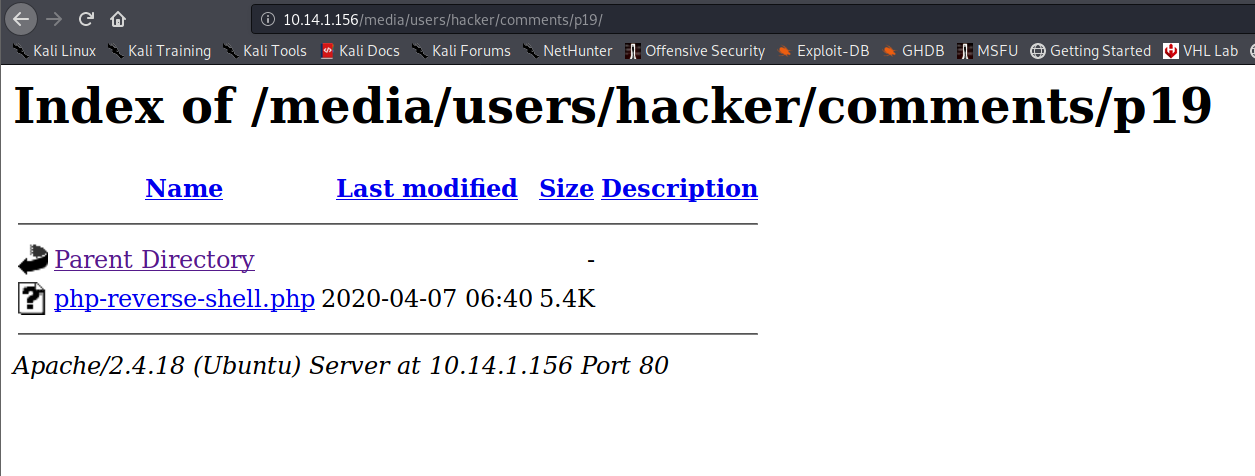 10.14.1.156/media/users/hacker/comments/p19/
Kali Linux Kali Training Kali Tools Kali Docs Kali Forums NetHunter Offensive Security Exploit-DB GHDB MSFU Getting Started VHL Lab
Index of /media/users/hacker/comments/p19
Name Last modified Size Description
Parent Directory -
php-reverse-shell.php 2020-04-07 06:40 5.4K
Apache/2.4.18 (Ubuntu) Server at 10.14.1.156 Port 80